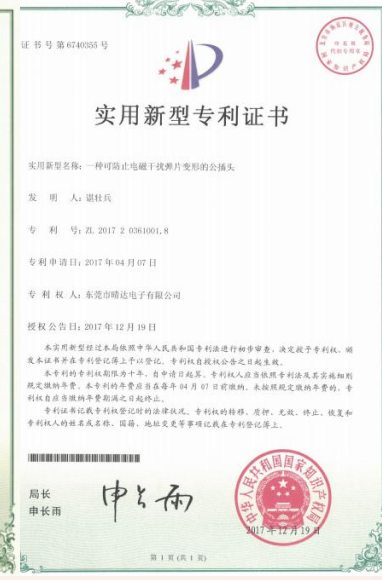 证书号第6740355号
实用新型专利证书
实用新型名称：一种可防止电磁干扰弹片变形的公插头
发 明 人：谌壮兵
专 利 号：ZL 2017 2 0361001.8
专利申请日：2017年04月07日
专 利 权 人：东莞市晴达电子有限公司
授权公告日：2017年12月19日
本实用新型经过本局依照中华人民共和国专利法进行初步审查，决定授予专利权，颁
发本证书并在专利登记簿上予以登记。专利权自授权公告之日起生效。
本专利的专利权期限为十年，自申请日起算。专利权人应当依照专利法及其实施细则
规定缴纳年费。本专利的年费应当在每年04月07日前缴纳。未按照规定缴纳年费的，专
利权自应当缴纳年费期满之日起终止。
专利证书记载专利权登记时的法律状况。专利权的转移、质押、无效、终止、恢复和
专利权人的姓名或名称、国籍、地址变更等事项记载在专利登记簿上。
局长
申长雨
申长雨
中华人民共和国国家知识产权局
2017年12月19日
第1页（共1页）